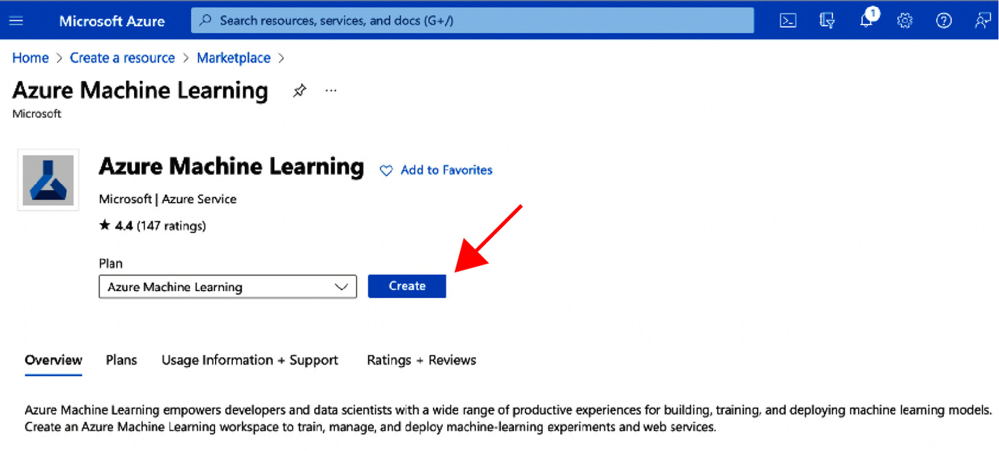 Microsoft Azure
Search resources, services, and docs (G+/)
1
Home > Create a resource > Marketplace >
Azure Machine Learning ...
Microsoft
Azure Machine Learning
Add to Favorites
Microsoft | Azure Service
★ 4.4 (147 ratings)
Plan
Azure Machine Learning
Create
Overview
Plans
Usage Information + Support
Ratings + Reviews
Azure Machine Learning empowers developers and data scientists with a wide range of productive experiences for building, training, and deploying machine learning models.
Create an Azure Machine Learning workspace to train, manage, and deploy machine-learning experiments and web services.